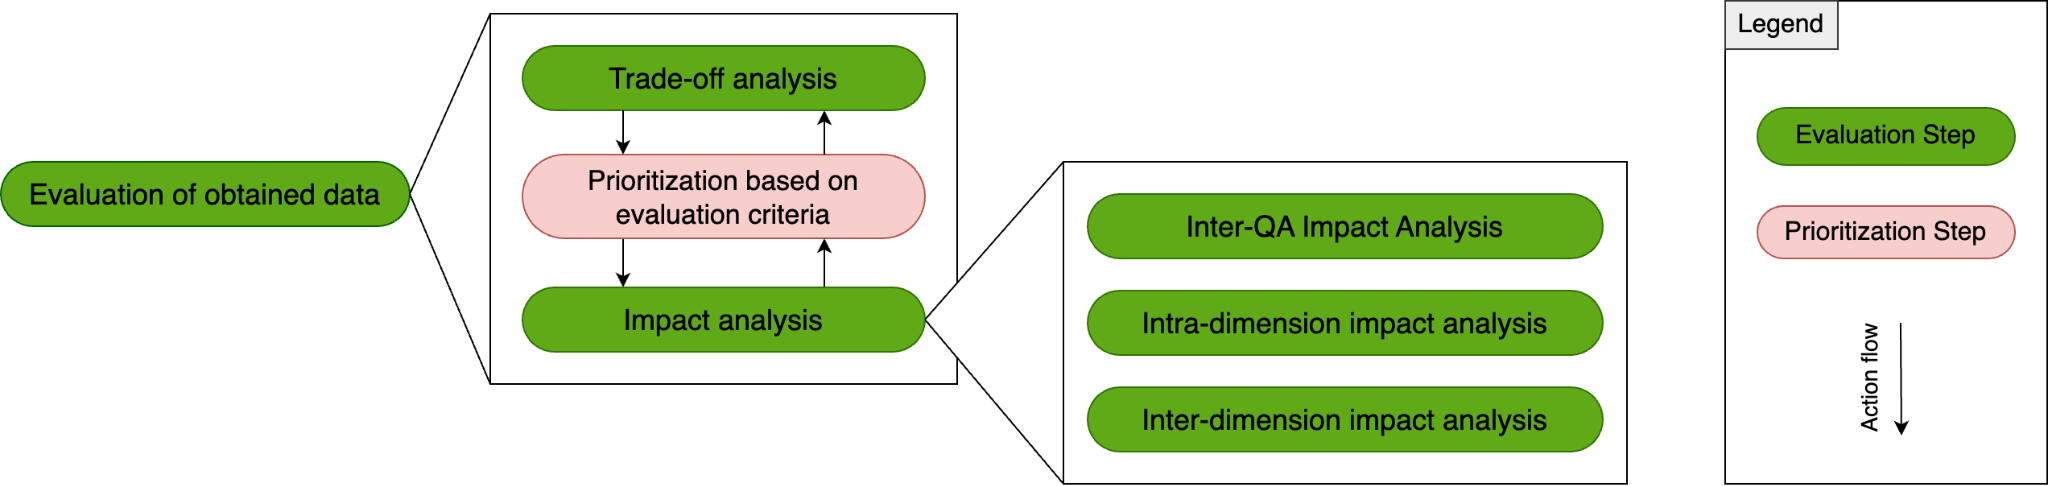 Evaluation of obtained data
Trade-off analysis
Prioritization based on
evaluation criteria
Impact analysis
Inter-QA Impact Analysis
Intra-dimension impact analysis
Inter-dimension impact analysis
Legend
Evaluation Step
Prioritization Step
Action flow